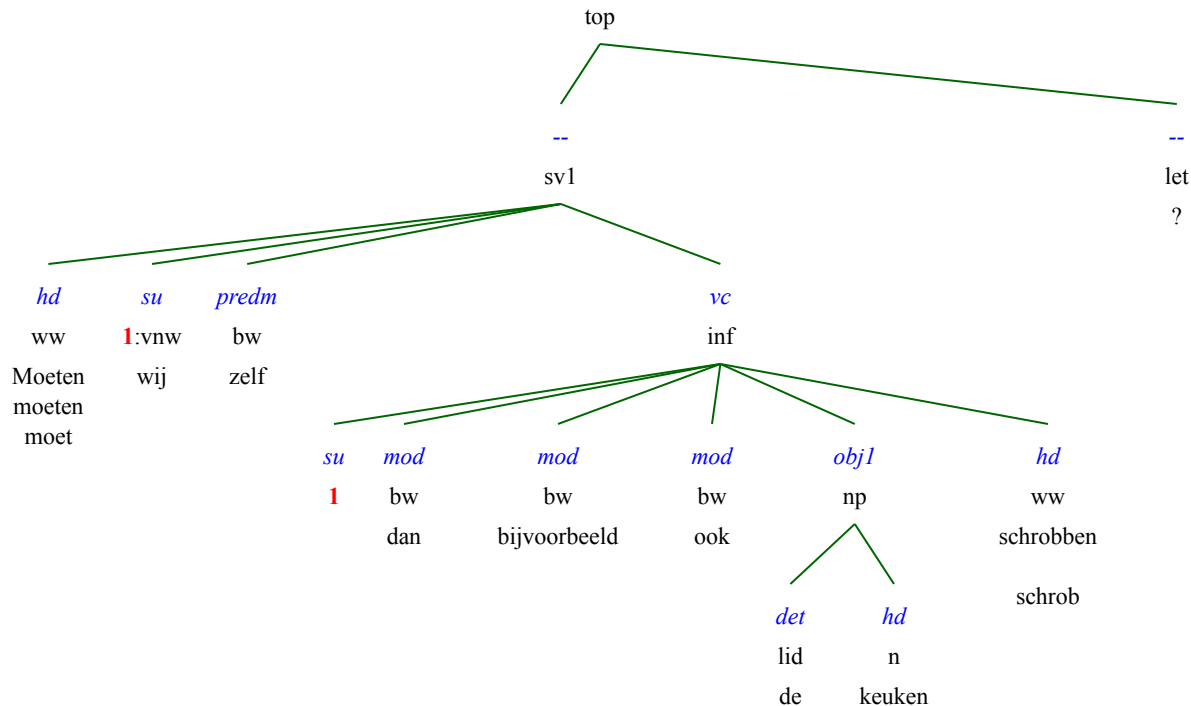 top
-- --
sv1 let
?
hd su predm vc
ww 1:vnw bw inf
Moeten wij zelf
moeten
moet
su mod mod mod obj1 hd
1 bw bw bw np ww
dan bijvoorbeeld ook schrobben
schrob
det hd
lid n
de keuken